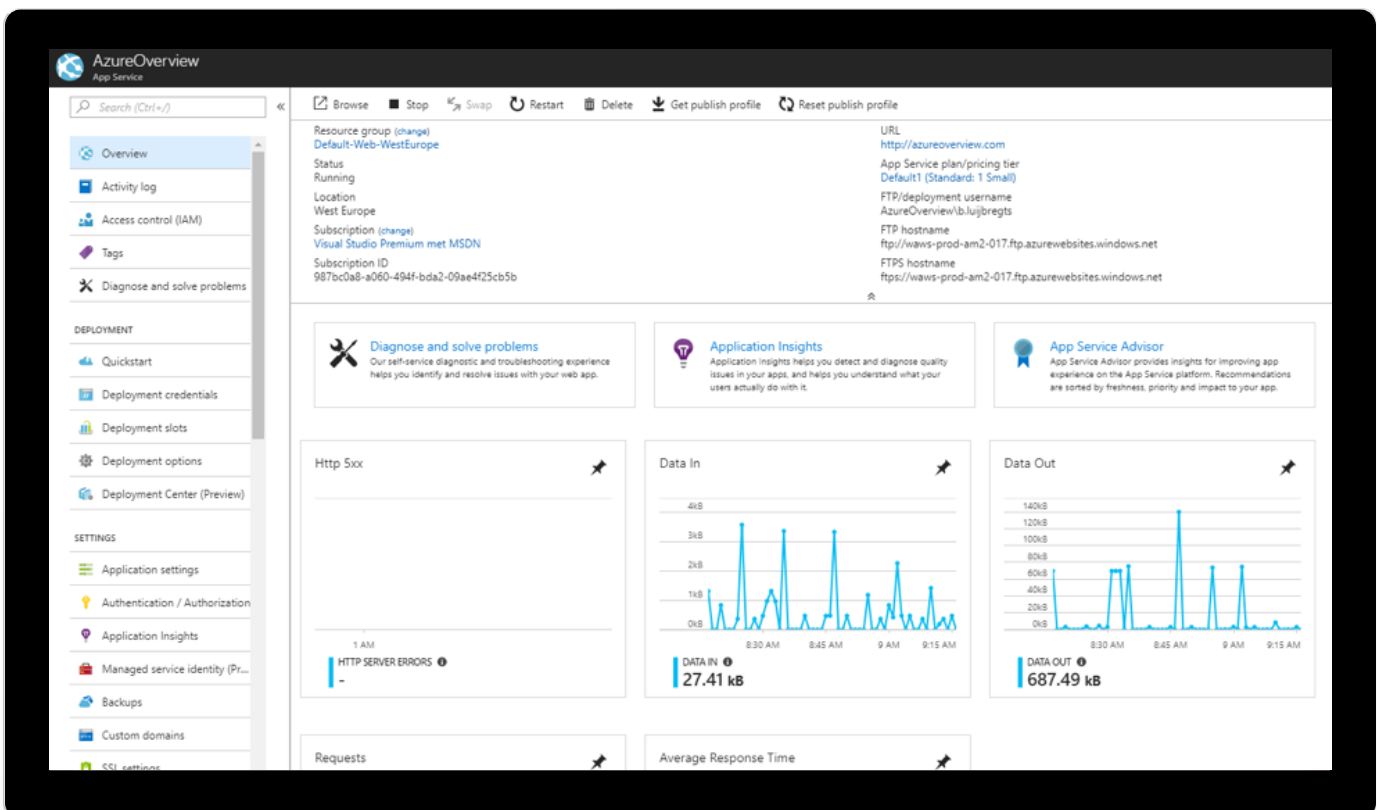 AzureOverview
App Service
Search (Ctrl+/)
«
Overview
Activity log
Access control (IAM)
Tags
Diagnose and solve problems
DEPLOYMENT
Quickstart
Deployment credentials
Deployment slots
Deployment options
Deployment Center (Preview)
SETTINGS
Application settings
Authentication / Authorization
Application Insights
Managed service identity (Pr...
Backups
Custom domains
SSL settings
Browse Stop Swap Restart Delete Get publish profile Reset publish profile
Resource group (change)
Default-Web-WestEurope
Status
Running
Location
West Europe
Subscription (change)
Visual Studio Premium met MSDN
Subscription ID
987bc0a8-a060-494f-bda2-09ae4f25cb5b
URL
http://azureoverview.com
App Service plan/pricing tier
Default1 (Standard: 1 Small)
FTP/deployment username
AzureOverview\b.luijbregts
FTP hostname
ftp://waws-prod-am2-017.ftp.azurewebsites.windows.net
FTPS hostname
ftps://waws-prod-am2-017.ftp.azurewebsites.windows.net
Diagnose and solve problems
Our self-service diagnostic and troubleshooting experience
helps you identify and resolve issues with your web app.
Application Insights
Application Insights helps you detect and diagnose quality
issues in your apps, and helps you understand what your
users actually do with it.
App Service Advisor
App Service Advisor provides insights for improving app
experience on the App Service platform. Recommendations
are sorted by freshness, priority and impact to your app.
Http 5xx
1 AM
HTTP SERVER ERRORS
-
Data In
4kB
3kB
2kB
1kB
0kB
8:30 AM 8:45 AM 9 AM 9:15 AM
DATA IN
27.41 kB
Data Out
140kB
120kB
100kB
80kB
60kB
40kB
20kB
0kB
8:30 AM 8:45 AM 9 AM 9:15 AM
DATA OUT
687.49 kB
Requests
Average Response Time